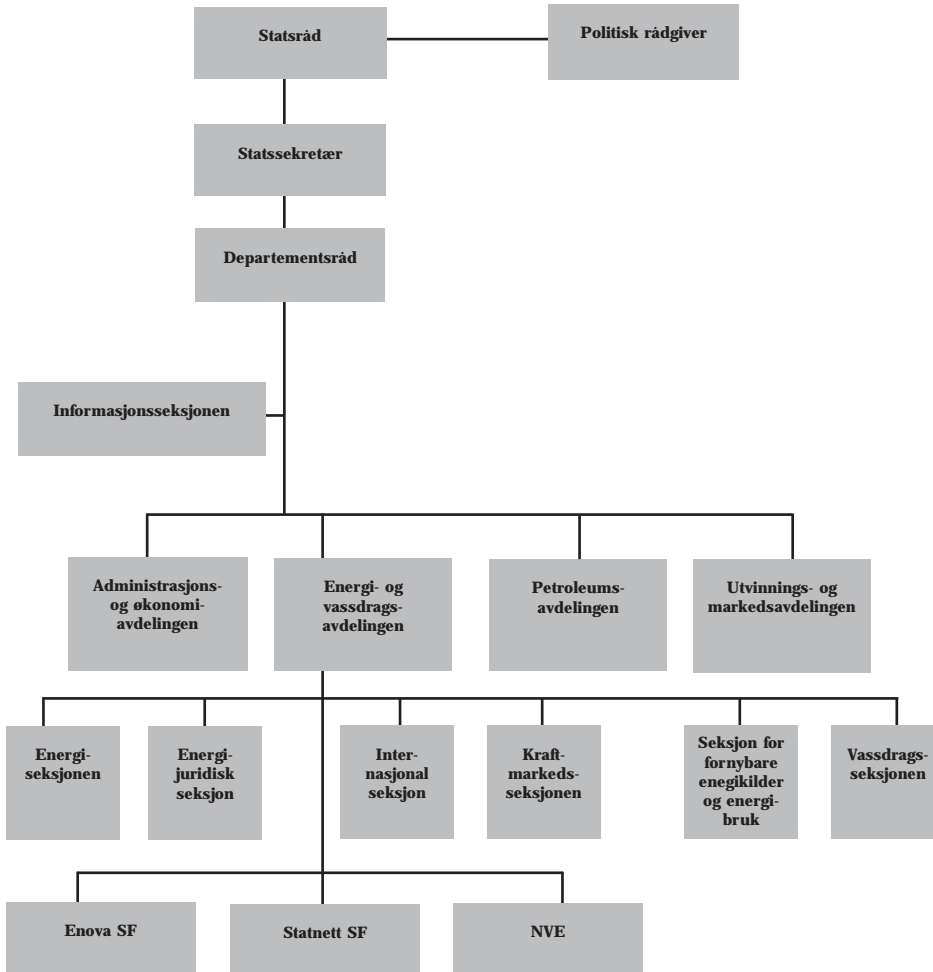 Statsråd
Politisk rådgiver
Statssekretær
Departementsråd
Informasjonsseksjonen
Administrasjons-
og økonomi-
avdelingen
Energi- og
vassdrags-
avdelingen
Petroleums-
avdelingen
Utvinnings- og
markedsavdelingen
Energi-
seksjonen
Energi-
juridisk
seksjon
Inter-
nasjonal
seksjon
Kraft-
markeds-
seksjonen
Seksjon for
fornybare
enegikilder
og energi-
bruk
Vassdrags-
seksjonen
Enova SF
Statnett SF
NVE